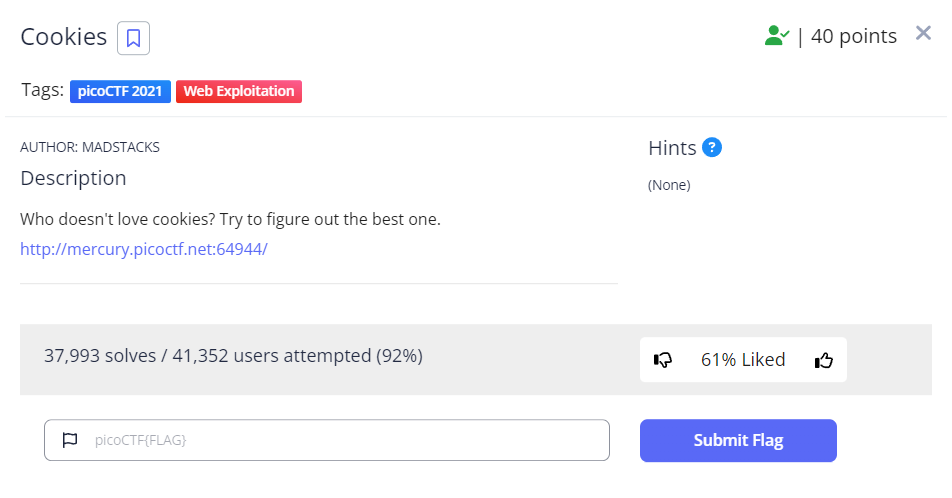 Cookies
| 40 points
Tags: picoCTF 2021 Web Exploitation
AUTHOR: MADSTACKS
Description
Who doesn't love cookies? Try to figure out the best one.
http://mercury.picoctf.net:64944/
Hints ?
(None)
37,993 solves / 41,352 users attempted (92%)
61% Liked
picoCTF{FLAG}
Submit Flag